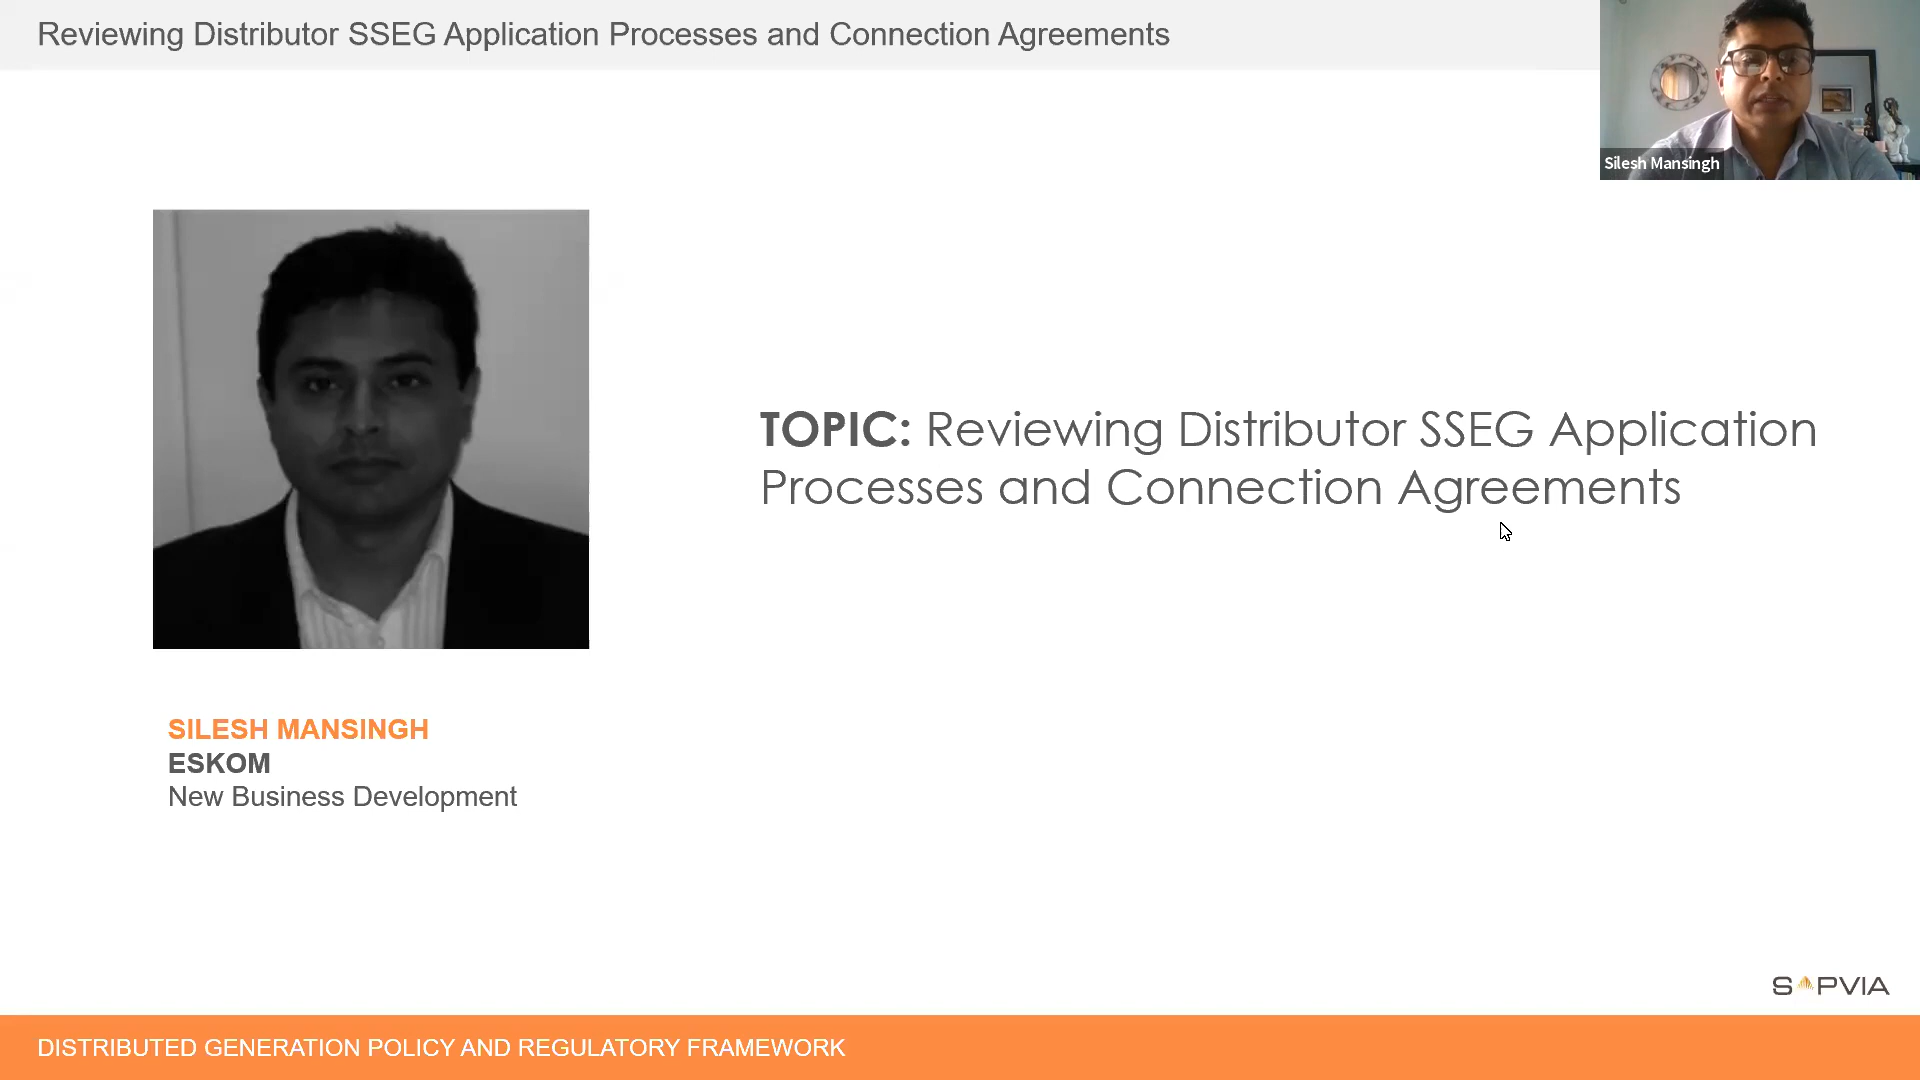 Reviewing Distributor SSEG Application Processes and Connection Agreements
Silesh Mansingh
TOPIC: Reviewing Distributor SSEG Application
Processes and Connection Agreements
SILESH MANSINGH
ESKOM
New Business Development
SAPVIA
DISTRIBUTED GENERATION POLICY AND REGULATORY FRAMEWORK